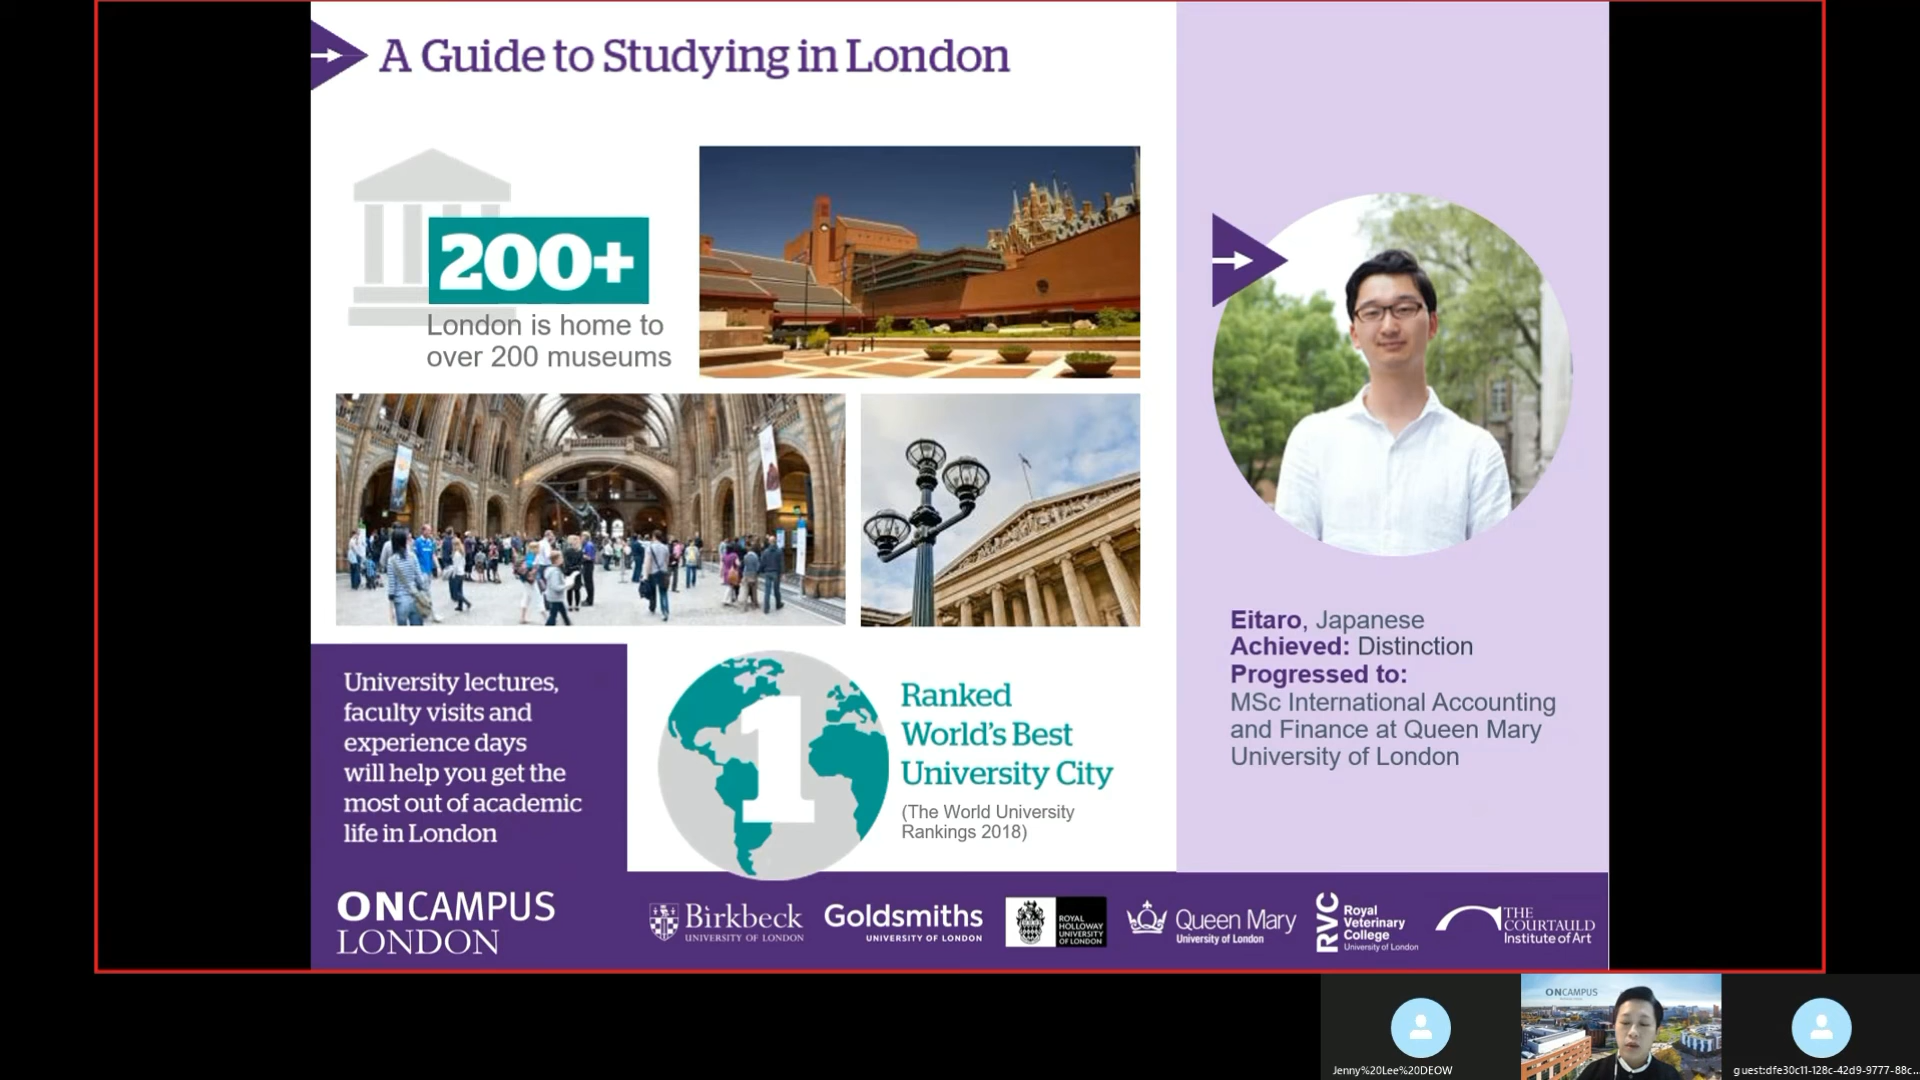 A Guide to Studying in London
200+
London is home to
over 200 museums
University lectures,
faculty visits and
experience days
will help you get the
most out of academic
life in London
1
Ranked
World's Best
University City
(The World University
Rankings 2018)
Eitaro, Japanese
Achieved: Distinction
Progressed to:
MSc International Accounting
and Finance at Queen Mary
University of London
ONCAMPUS
LONDON
Birkbeck
UNIVERSITY OF LONDON
Goldsmiths
UNIVERSITY OF LONDON
ROYAL
HOLLOWAY
UNIVERSITY
OF LONDON
Queen Mary
University of London
RVC
Royal
Veterinary
College
University of London
THE
COURTAULD
Institute of Art
Jenny%20Lee%20DEOW
ONCAMPUS
guest:dfe30c11-128c-42d9-9777-88c...